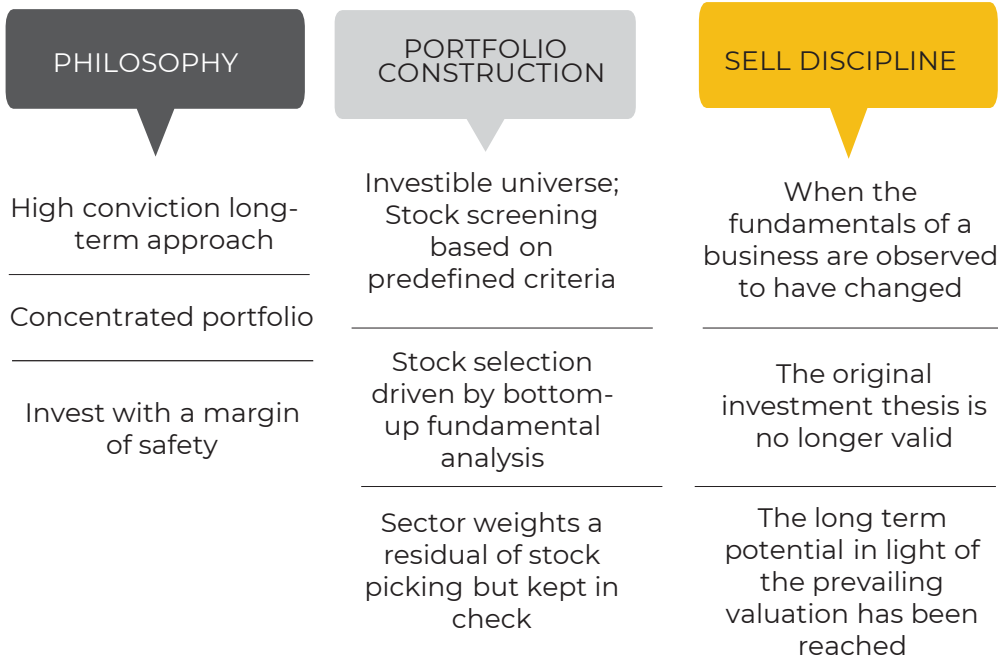 PHILOSOPHY
High conviction long-
term approach
Concentrated portfolio
Invest with a margin
of safety
PORTFOLIO
CONSTRUCTION
Investible universe;
Stock screening
based on
predefined criteria
Stock selection
driven by bottom-
up fundamental
analysis
Sector weights a
residual of stock
picking but kept in
check
SELL DISCIPLINE
When the
fundamentals of a
business are observed
to have changed
The original
investment thesis is
no longer valid
The long term
potential in light of
the prevailing
valuation has been
reached